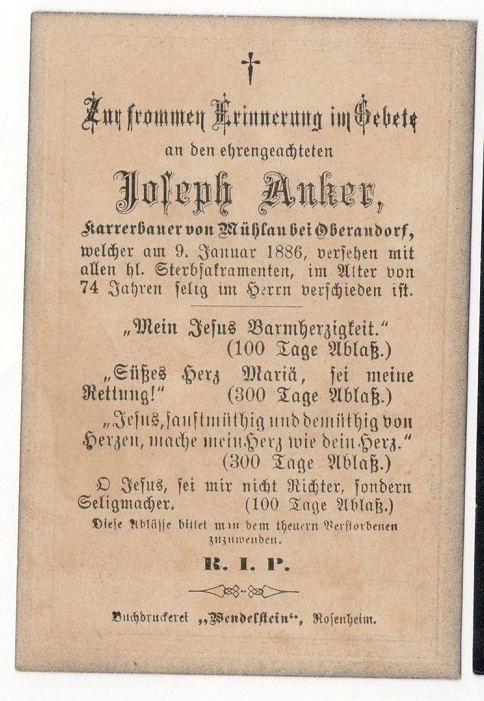 †
Zur frommen Erinnerung im Gebete
an den ehrengeachteten
Joseph Anker,
Karrerbauer von Mühlau bei Oberaudorf,
welcher am 9. Januar 1886, versehen mit
allen hl. Sterbsakramenten, im Alter von
74 Jahren selig im Herrn verschieden ist.
„Mein Jesus Barmherzigkeit.“
(100 Tage Ablaß.)
„Süßes Herz Mariä, sei meine
Rettung!“ (300 Tage Ablaß.)
„Jesus, sanftmüthig und demüthig von
Herzen, mache mein Herz wie dein Herz.“
(300 Tage Ablaß.)
O Jesus, sei mir nicht Richter, sondern
Seligmacher. (100 Tage Ablaß.)
Diese Ablässe bittet man dem theuern Verstorbenen
zuzuwenden.
R. I. P.
Buchdruckerei „Wendelstein“, Rosenheim.